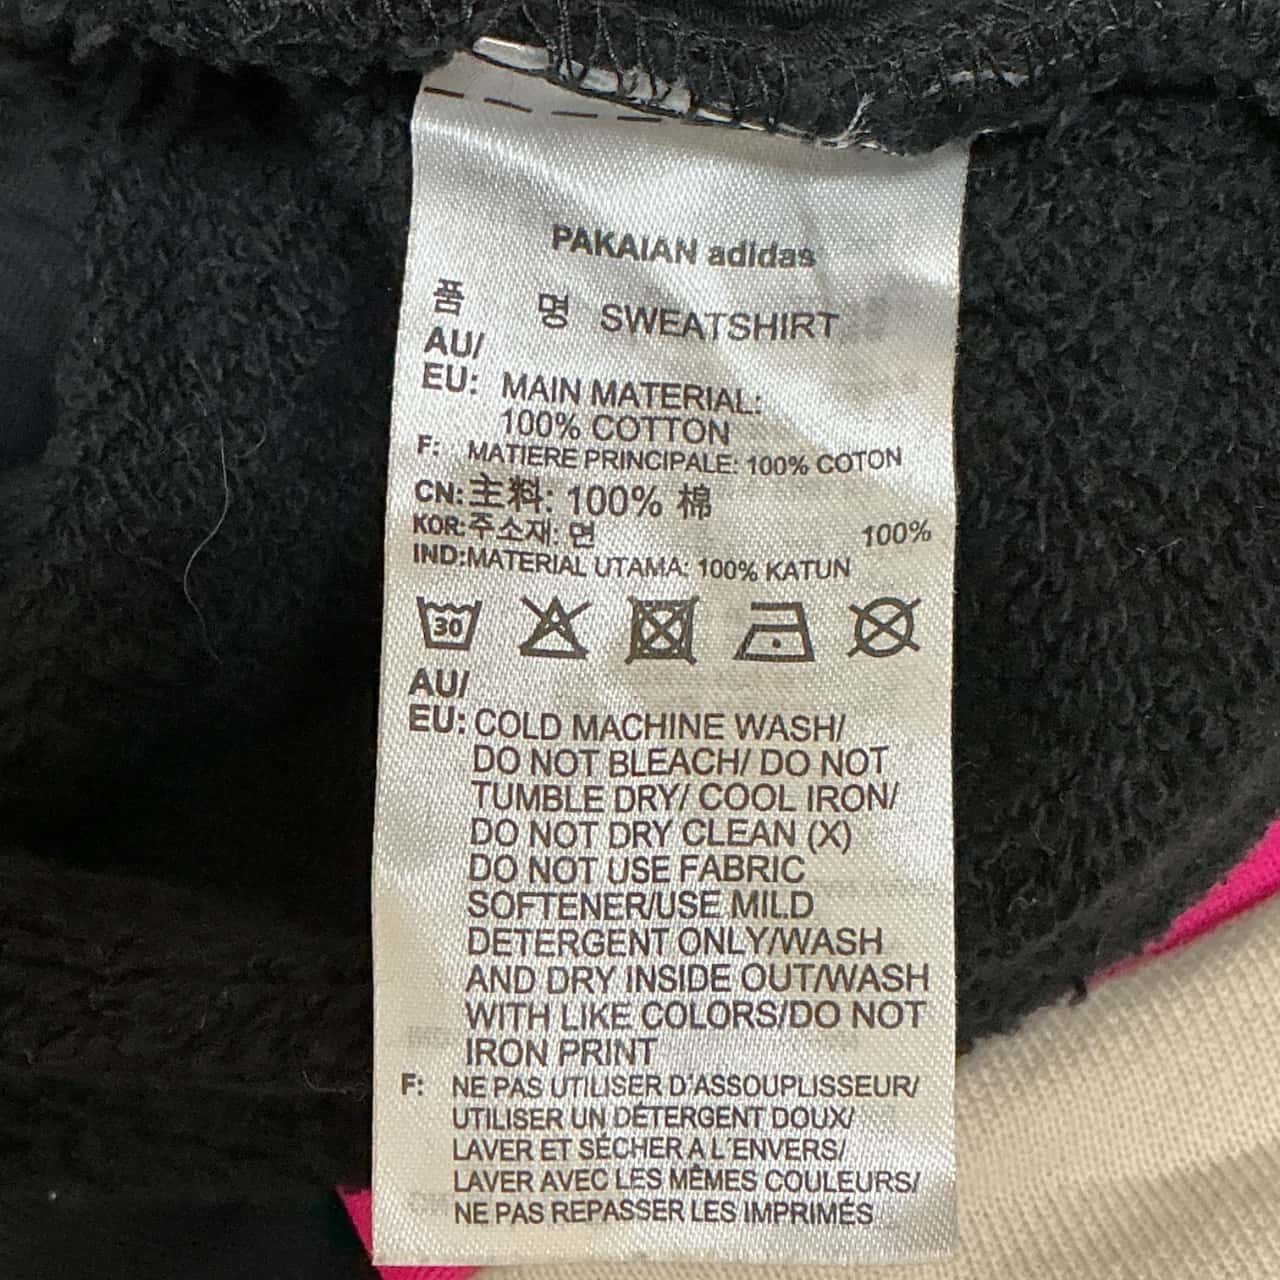 PAKAIAN adidas
품 명 SWEATSHIRT
AU/
EU: MAIN MATERIAL:
100% COTTON
F: MATIERE PRINCIPALE: 100% COTON
CN: 主料: 100% 棉
KOR: 주소재: 면 100%
IND:MATERIAL UTAMA: 100% KATUN
30
AU/
EU: COLD MACHINE WASH/
DO NOT BLEACH/ DO NOT
TUMBLE DRY/ COOL IRON/
DO NOT DRY CLEAN (X)
DO NOT USE FABRIC
SOFTENER/USE MILD
DETERGENT ONLY/WASH
AND DRY INSIDE OUT/WASH
WITH LIKE COLORS/DO NOT
IRON PRINT
F: NE PAS UTILISER D'ASSOUPLISSEUR/
UTILISER UN DÉTERGENT DOUX/
LAVER ET SÉCHER A L'ENVERS/
LAVER AVEC LES MÊMES COULEURS/
NE PAS REPASSER LES IMPRIMÉS